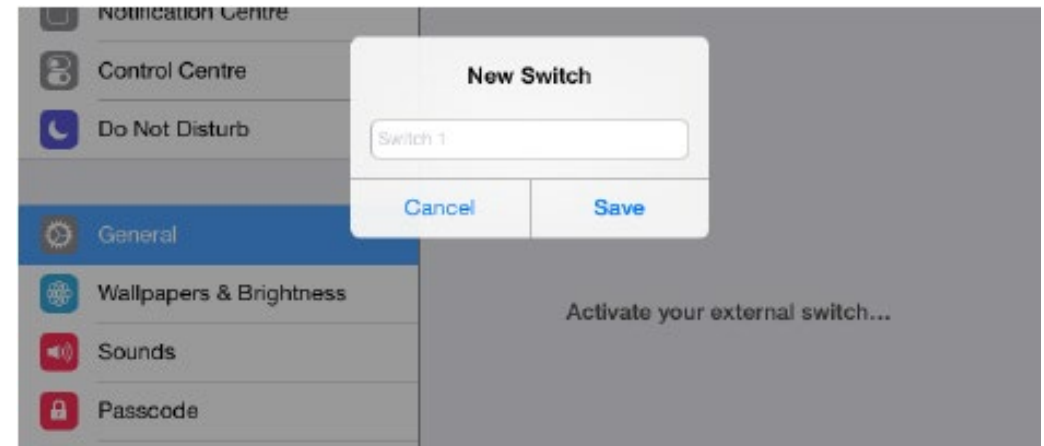 Notification Centre
Control Centre
Do Not Disturb
New Switch
Switch 1
Cancel
Save
General
Wallpapers & Brightness
Activate your external switch...
Sounds
Passcode